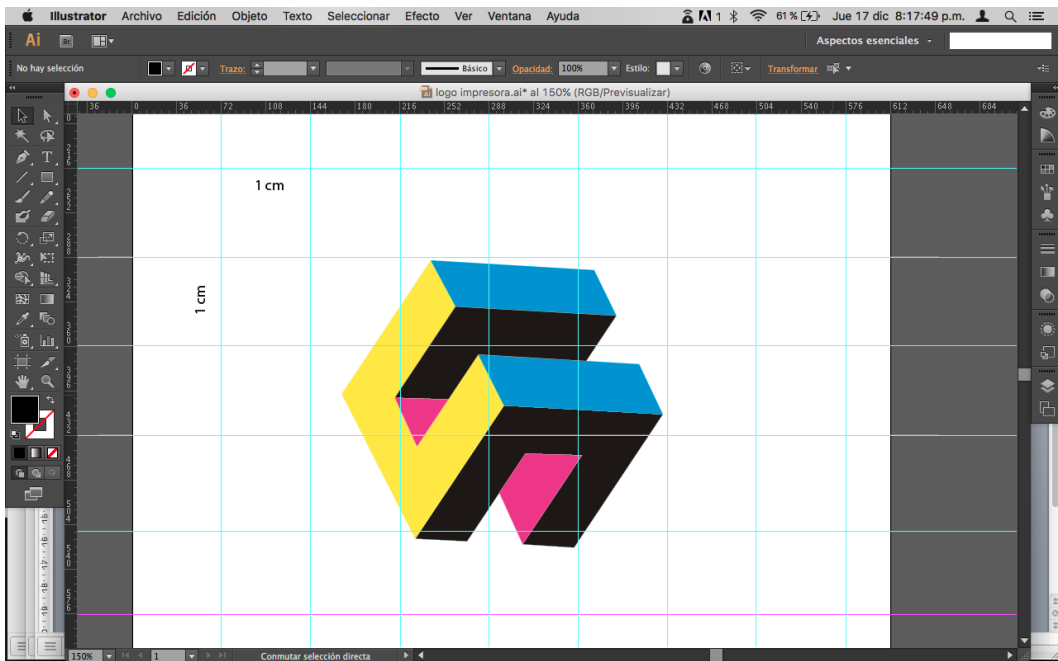 Illustrator Archivo Edición Objeto Texto Seleccionar Efecto Ver Ventana Ayuda 1 61 % Jue 17 dic 8:17:49 p.m.
Ai Br Aspectos esenciales
No hay selección Trazo: Básico Opacidad: 100% Estilo: Transformar
logo impresora.ai* al 150% (RGB/Previsualizar)
36 0 36 72 108 144 180 216 252 288 324 360 396 432 468 504 540 576 612 648 684
1 cm
1 cm
150% 1 Conmutar selección directa